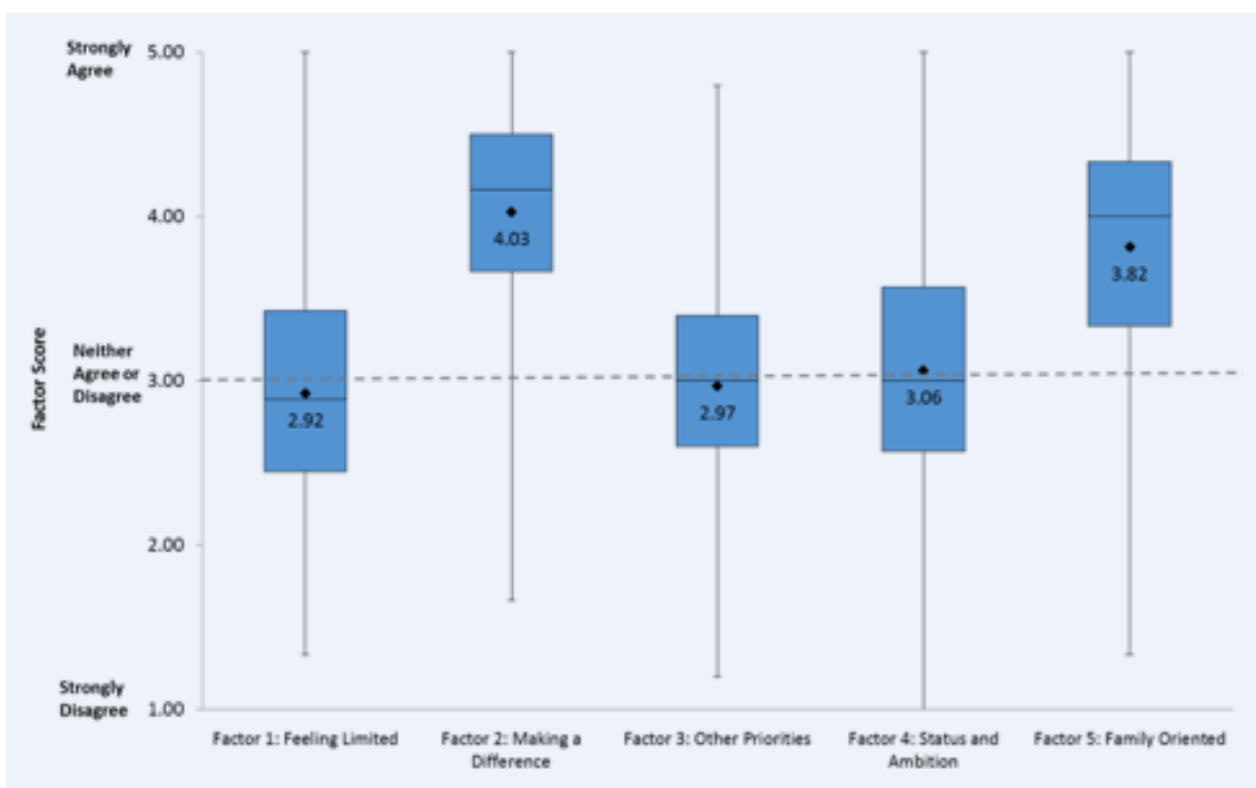 Strongly
Agree
5.00
4.00
Neither
Agree or
Disagree
3.00
2.00
Strongly
Disagree
1.00
Factor Score
4.03
3.82
2.92
2.97
3.06
Factor 1: Feeling Limited
Factor 2: Making a
Difference
Factor 3: Other Priorities
Factor 4: Status and
Ambition
Factor 5: Family Oriented